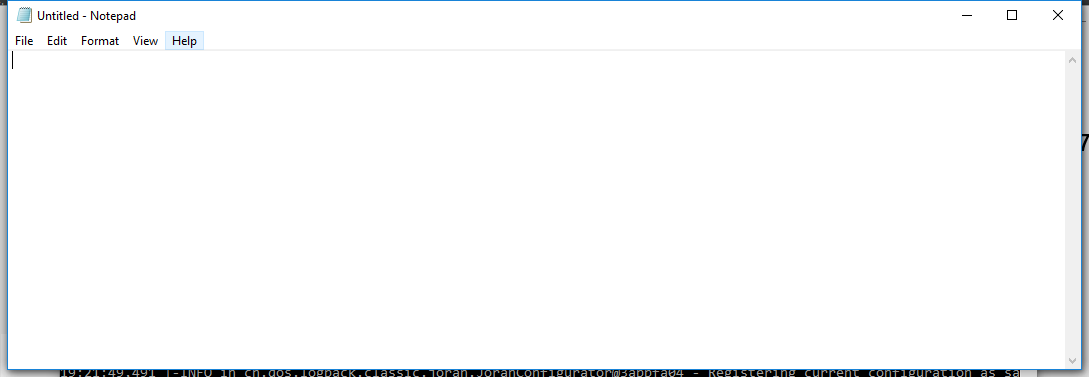 Untitled - Notepad
File Edit Format View Help
7
19:21:49.491 |-INFO in ch.qos.logback.classic.joran.JoranConfigurator@3abbfa04 - Registering current configuration as sa